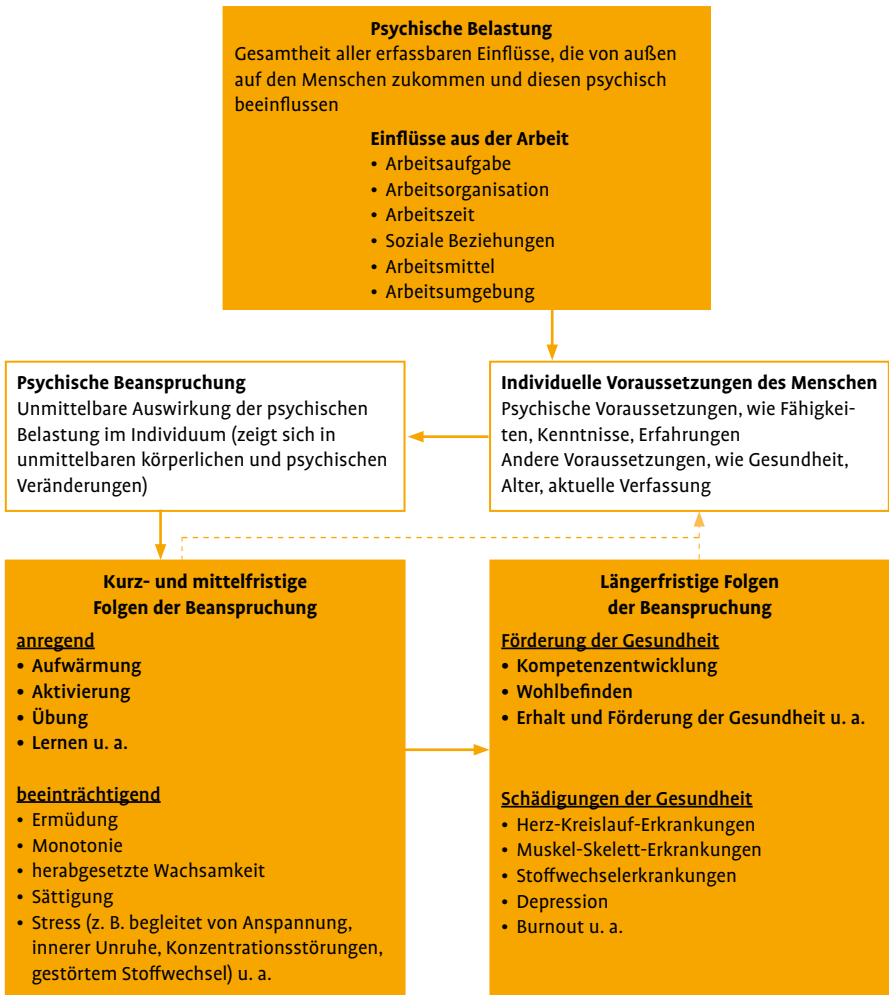 Psychische Belastung
Gesamtheit aller erfassbaren Einflüsse, die von außen
auf den Menschen zukommen und diesen psychisch
beeinflussen
Einflüsse aus der Arbeit
• Arbeitsaufgabe
• Arbeitsorganisation
• Arbeitszeit
• Soziale Beziehungen
• Arbeitsmittel
• Arbeitsumgebung
Psychische Beanspruchung
Unmittelbare Auswirkung der psychischen
Belastung im Individuum (zeigt sich in
unmittelbaren körperlichen und psychischen
Veränderungen)
Individuelle Voraussetzungen des Menschen
Psychische Voraussetzungen, wie Fähigkei-
ten, Kenntnisse, Erfahrungen
Andere Voraussetzungen, wie Gesundheit,
Alter, aktuelle Verfassung
Kurz- und mittelfristige
Folgen der Beanspruchung
anregend
• Aufwärmung
• Aktivierung
• Übung
• Lernen u. a.
beeinträchtigend
• Ermüdung
• Monotonie
• herabgesetzte Wachsamkeit
• Sättigung
• Stress (z. B. begleitet von Anspannung,
innerer Unruhe, Konzentrationsstörungen,
gestörtem Stoffwechsel) u. a.
Längerfristige Folgen
der Beanspruchung
Förderung der Gesundheit
• Kompetenzentwicklung
• Wohlbefinden
• Erhalt und Förderung der Gesundheit u. a.
Schädigungen der Gesundheit
• Herz-Kreislauf-Erkrankungen
• Muskel-Skelett-Erkrankungen
• Stoffwechselerkrankungen
• Depression
• Burnout u. a.